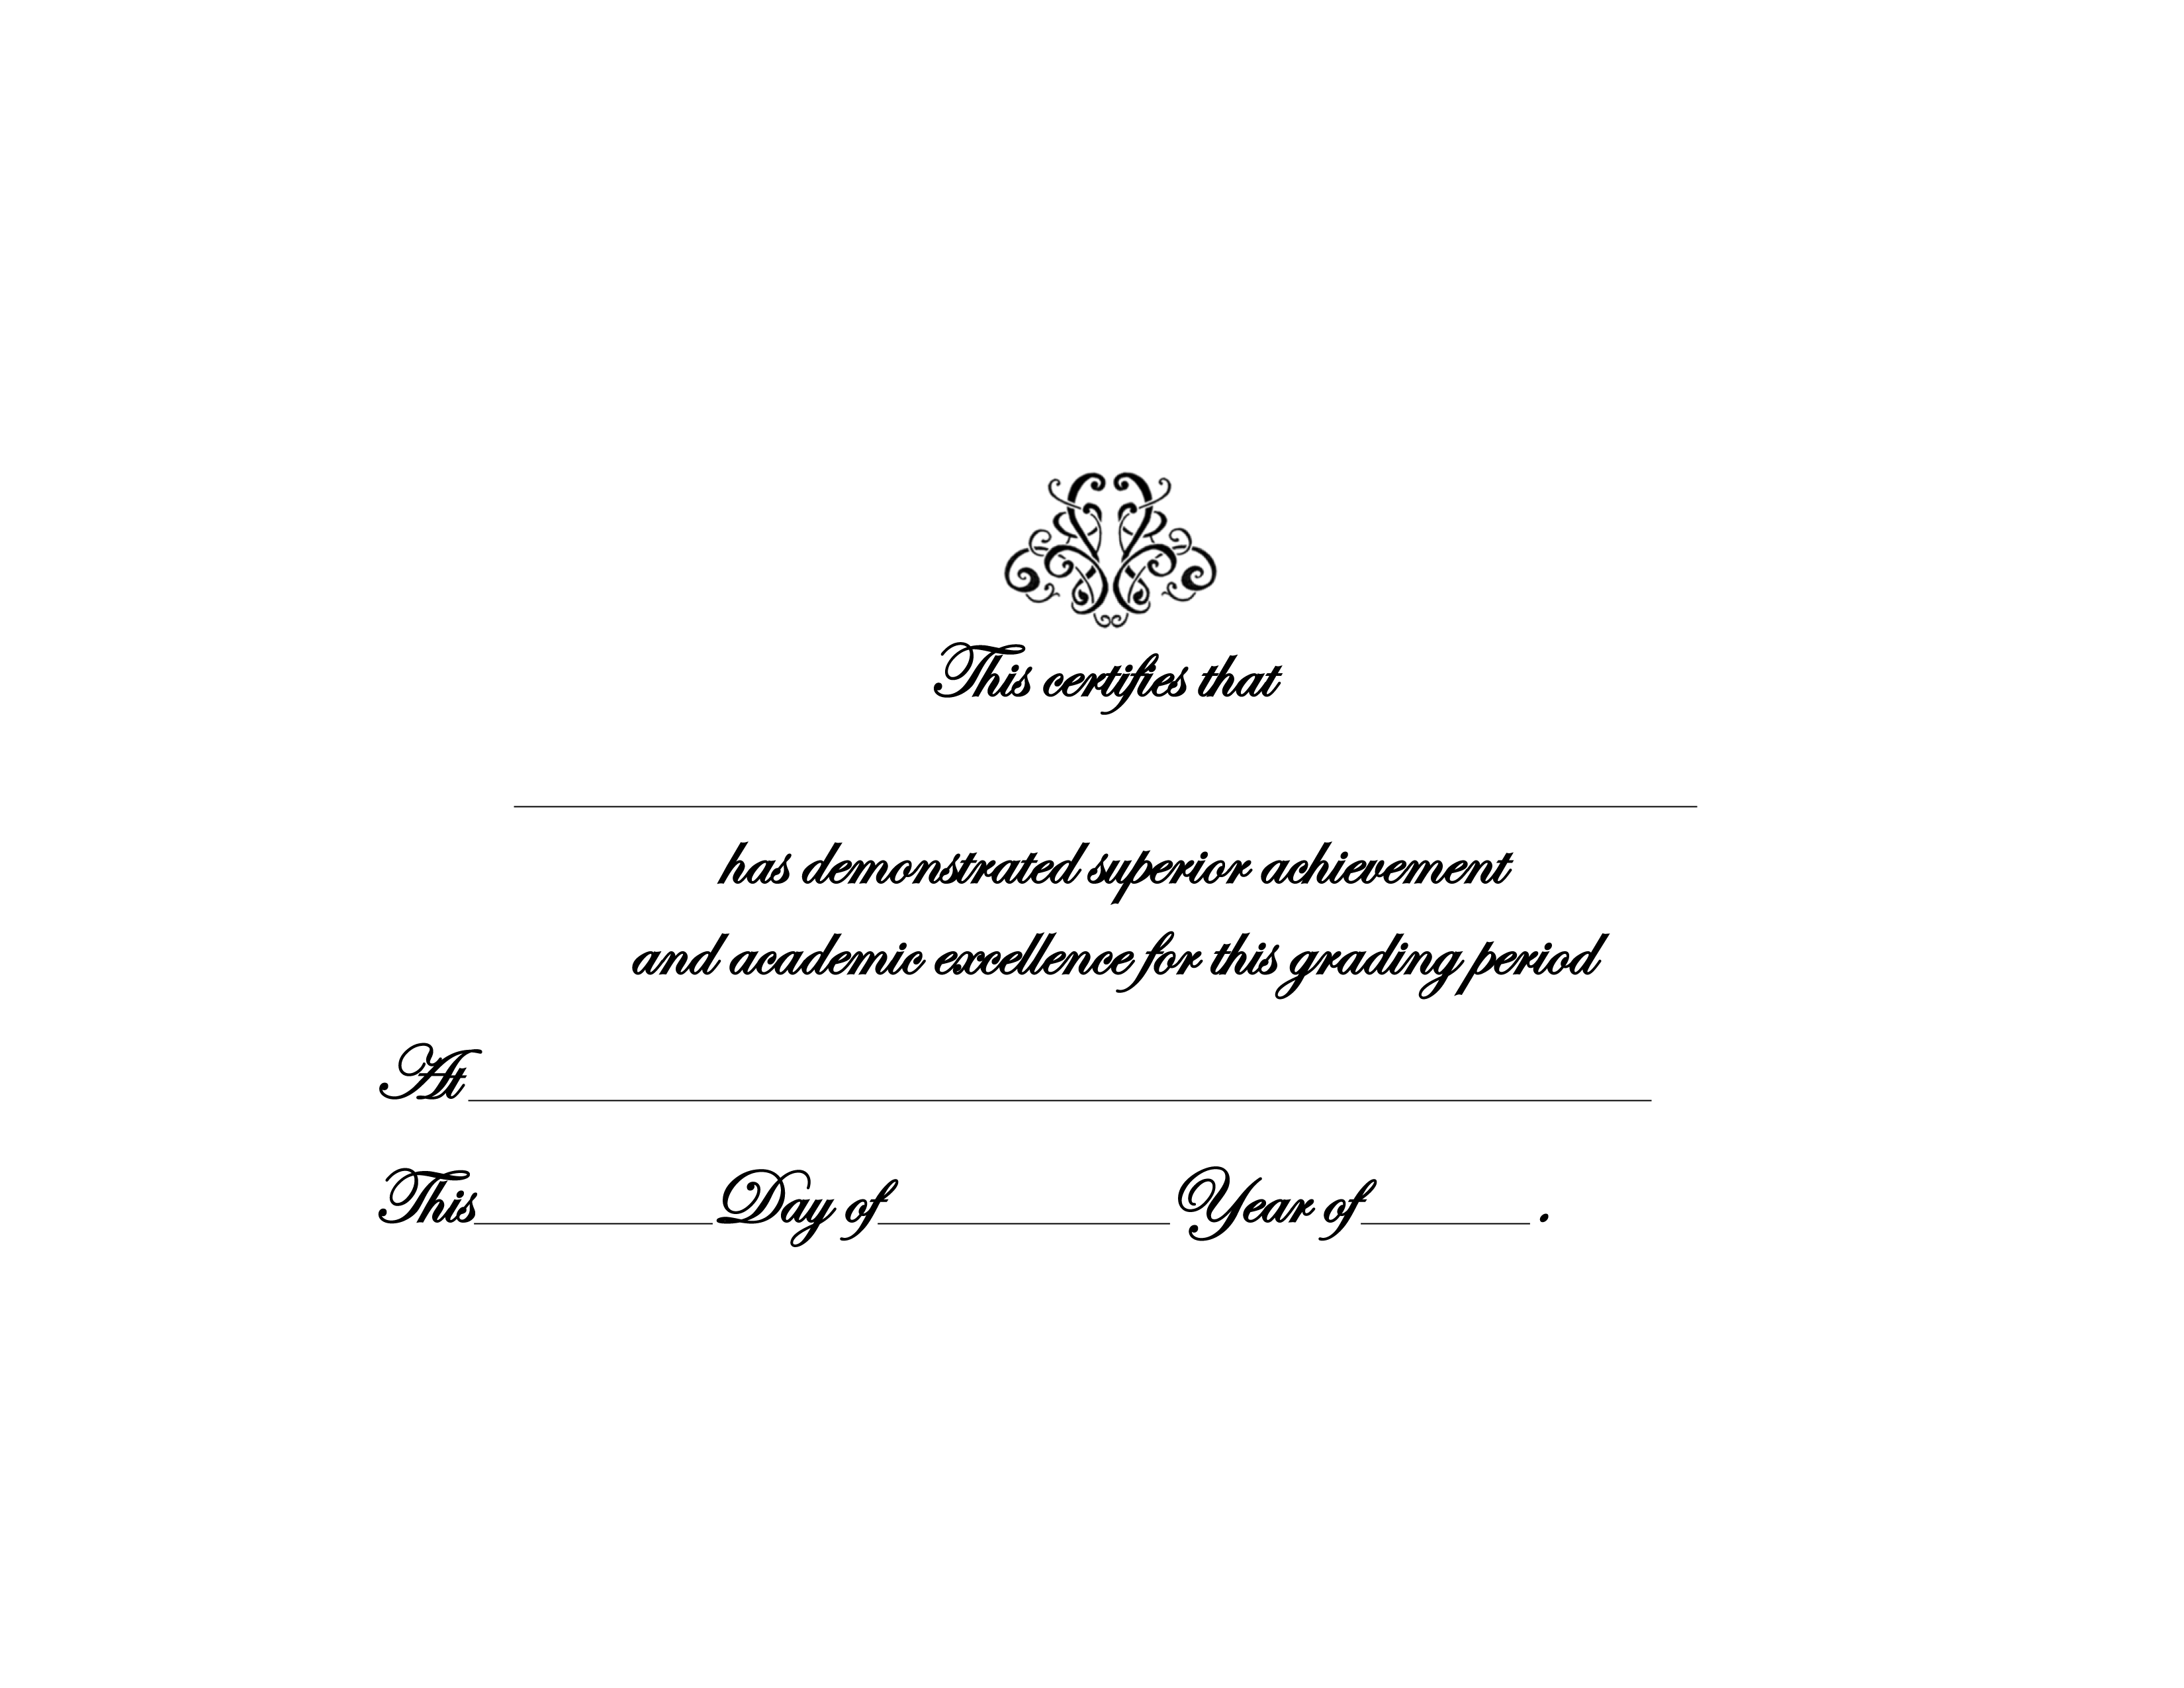 This certifies that
has demonstrated superior achievement
and academic excellence for this grading period
At
This Day of Year of .